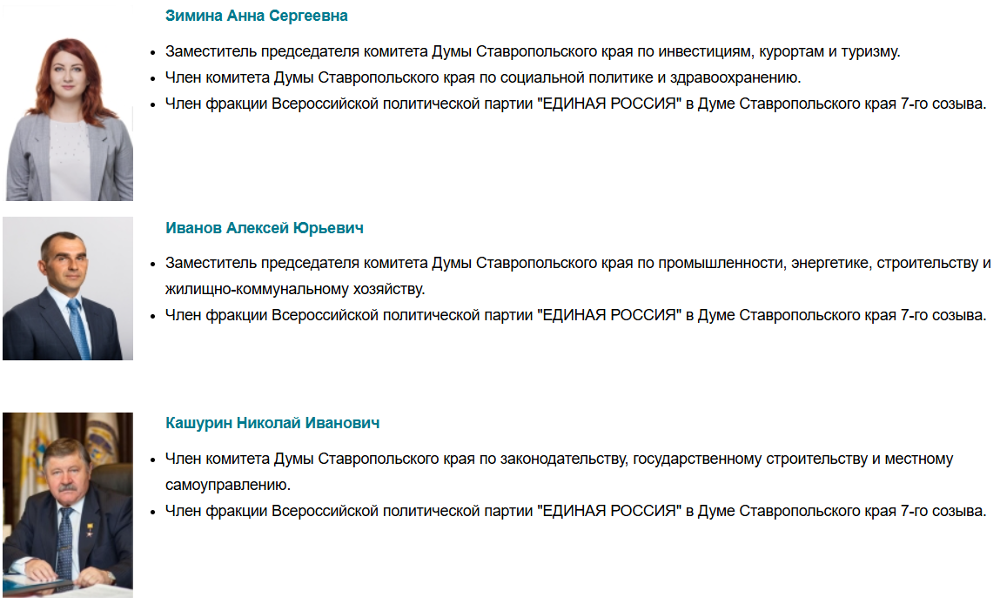 Зимина Анна Сергеевна
Заместитель председателя комитета Думы Ставропольского края по инвестициям, курортам и туризму.
Член комитета Думы Ставропольского края по социальной политике и здравоохранению.
Член фракции Всероссийской политической партии "ЕДИНАЯ РОССИЯ" в Думе Ставропольского края 7-го созыва.
Иванов Алексей Юрьевич
Заместитель председателя комитета Думы Ставропольского края по промышленности, энергетике, строительству и
жилищно-коммунальному хозяйству.
Член фракции Всероссийской политической партии "ЕДИНАЯ РОССИЯ" в Думе Ставропольского края 7-го созыва.
Кашурин Николай Иванович
Член комитета Думы Ставропольского края по законодательству, государственному строительству и местному
самоуправлению.
Член фракции Всероссийской политической партии "ЕДИНАЯ РОССИЯ" в Думе Ставропольского края 7-го созыва.